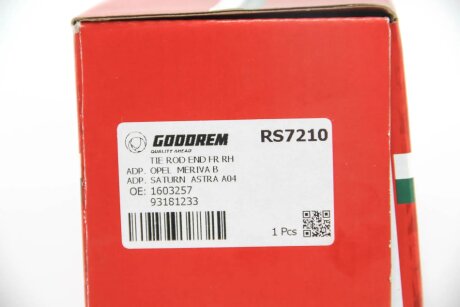 GOODREM RS7210
QUALITY AHEAD
TIE ROD END FR RH
ADP. OPEL MERIVA B
ADP. SATURN ASTRA A04
OE: 1603257
93181233
1 Pcs